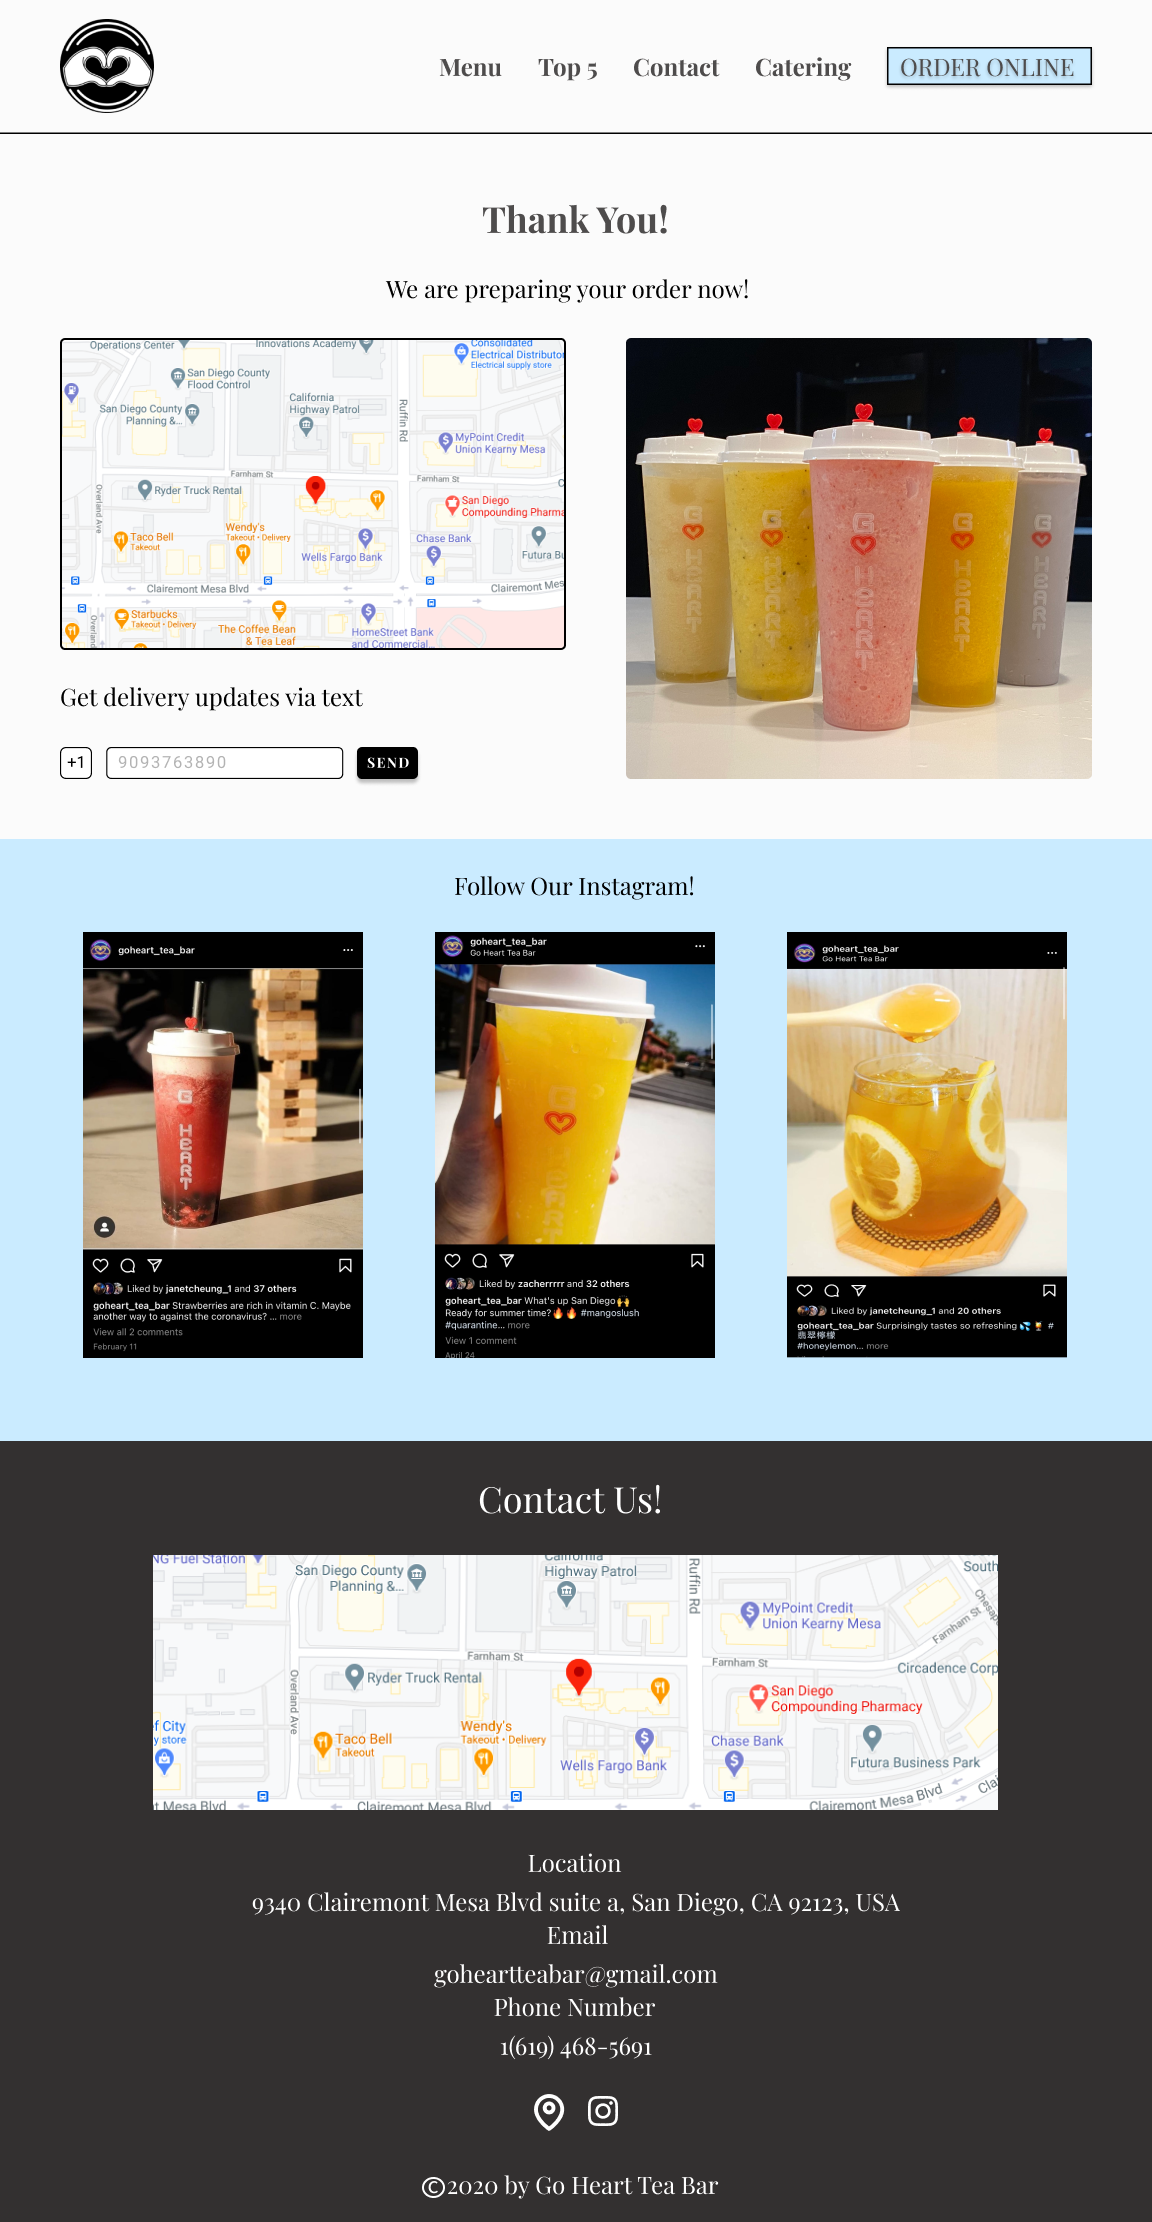 Menu
Top 5
Contact
Catering
ORDER ONLINE
Thank You!
We are preparing your order now!
Operations Center
Innovations Academy
Consolidated
Electrical Distributor
Electrical supply store
San Diego County
Flood Control
California
Highway Patrol
San Diego County
Planning &...
Ruffin Rd
MyPoint Credit
Union Kearny Mesa
Farnham St
Farnham St
Ryder Truck Rental
Overland Ave
San Diego
Compounding Pharma
Taco Bell
Takeout
Wendy's
Takeout • Delivery
Chase Bank
Wells Fargo Bank
Futura Bu
Clairemont Mesa Blvd
Clairemont Mes
Starbucks
Takeout • Delivery
The Coffee Bean
& Tea Leaf
HomeStreet Bank
and Commercial...
Overland
G HEART
G HEART
G HEART
G HEART
G HEART
Get delivery updates via text
+1
9093763890
SEND
Follow Our Instagram!
goheart_tea_bar
G HEART
Liked by janetcheung_1 and 37 others
goheart_tea_bar Strawberries are rich in vitamin C. Maybe
another way to against the coronavirus? ... more
View all 2 comments
February 11
goheart_tea_bar
Go Heart Tea Bar
Liked by zacherrrrr and 32 others
goheart_tea_bar What's up San Diego🙌
Ready for summer time?🔥🔥 #mangoslush
#quarantine... more
View 1 comment
April 24
goheart_tea_bar
Go Heart Tea Bar
Liked by janetcheung_1 and 20 others
goheart_tea_bar Surprisingly tastes so refreshing 💦🍹 #
翡翠檸檬
#honeylemon... more
Contact Us!
NG Fuel Station
San Diego County
Planning &...
California
Highway Patrol
Ruffin Rd
South
MyPoint Credit
Union Kearny Mesa
Chesap
Farnham St
Farnham St
Farnham St
Circadence Corp
Ryder Truck Rental
Overland Ave
San Diego
Compounding Pharmacy
f City
y store
Taco Bell
Takeout
Wendy's
Takeout • Delivery
Wells Fargo Bank
Chase Bank
Futura Business Park
t Mesa Blvd
Clairemont Mesa Blvd
Clairemont Mesa Blvd
Clai
Location
9340 Clairemont Mesa Blvd suite a, San Diego, CA 92123, USA
Email
goheartteabar@gmail.com
Phone Number
1(619) 468-5691
©2020 by Go Heart Tea Bar